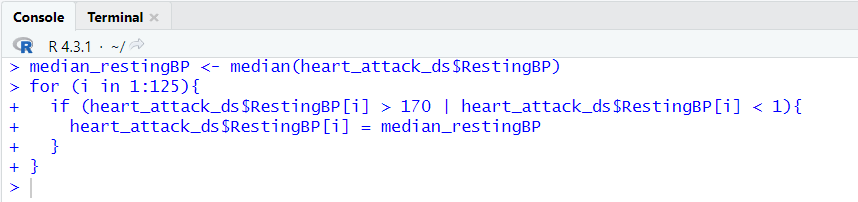 Console Terminal
R R 4.3.1 · ~/
> median_restingBP <- median(heart_attack_ds$RestingBP)
> for (i in 1:125){
+   if (heart_attack_ds$RestingBP[i] > 170 | heart_attack_ds$RestingBP[i] < 1){
+     heart_attack_ds$RestingBP[i] = median_restingBP
+   }
+ }
>